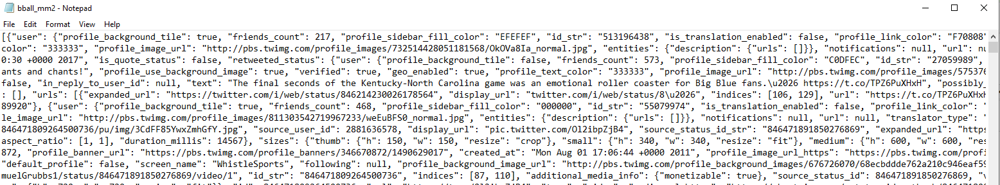 bball_mm2 - Notepad
File Edit Format View Help
[{"user": {"profile_background_tile": true, "friends_count": 217, "profile_sidebar_fill_color": "EFEFEF", "id_str": "513196438", "is_translation_enabled": false, "profile_link_color": "F70808"
color": "333333", "profile_image_url": "http://pbs.twimg.com/profile_images/732514428051181568/OkOVa8Ia_normal.jpg", "entities": {"description": {"urls": []}}, "notifications": null, "url": nu
0:30 +0000 2017", "is_quote_status": false, "retweeted_status": {"user": {"profile_background_tile": false, "friends_count": 573, "profile_sidebar_fill_color": "C0DFEC", "id_str": "27059989",
ants and chants!", "profile_use_background_image": true, "verified": true, "geo_enabled": true, "profile_text_color": "333333", "profile_image_url": "http://pbs.twimg.com/profile_images/575376
false, "in_reply_to_user_id": null, "text": "The final seconds of the Kentucky-North Carolina game was an emotional roller coaster for Big Blue fans.\u2026 https://t.co/TPZ6PuXHxH", "possibly_
: [], "urls": [{"expanded_url": "https://twitter.com/i/web/status/846214230026178564", "display_url": "twitter.com/i/web/status/8\u2026", "indices": [106, 129], "url": "https://t.co/TPZ6PuXHxH
89920"}, {"user": {"profile_background_tile": true, "friends_count": 468, "profile_sidebar_fill_color": "000000", "id_str": "55079974", "is_translation_enabled": false, "profile_link_color": "
le_image_url": "http://pbs.twimg.com/profile_images/811303542719967233/weEuBFS0_normal.jpg", "entities": {"description": {"urls": []}}, "notifications": null, "url": null, "translator_type": "
846471809264500736/pu/img/3CdFF85YwxZmhGfY.jpg", "source_user_id": 2881636578, "display_url": "pic.twitter.com/Ol2ibpZjB4", "source_status_id_str": "846471891850276869", "expanded_url": "https
aspect_ratio": [1, 1], "duration_millis": 14567}, "sizes": {"thumb": {"h": 150, "w": 150, "resize": "crop"}, "small": {"h": 340, "w": 340, "resize": "fit"}, "medium": {"h": 600, "w": 600, "res
872, "profile_banner_url": "https://pbs.twimg.com/profile_banners/346670872/1490629017", "created_at": "Mon Aug 01 17:06:44 +0000 2011", "profile_image_url_https": "https://pbs.twimg.com/profi
"default_profile": false, "screen_name": "WhistleSports", "following": null, "profile_background_image_url": "http://pbs.twimg.com/profile_background_images/676726070/68ecbddde762a210c946eaf59
muelGrubbs1/status/846471891850276869/video/1", "id_str": "846471809264500736", "indices": [87, 110], "additional_media_info": {"monetizable": true}, "source_status_id": 846471891850276869, "v